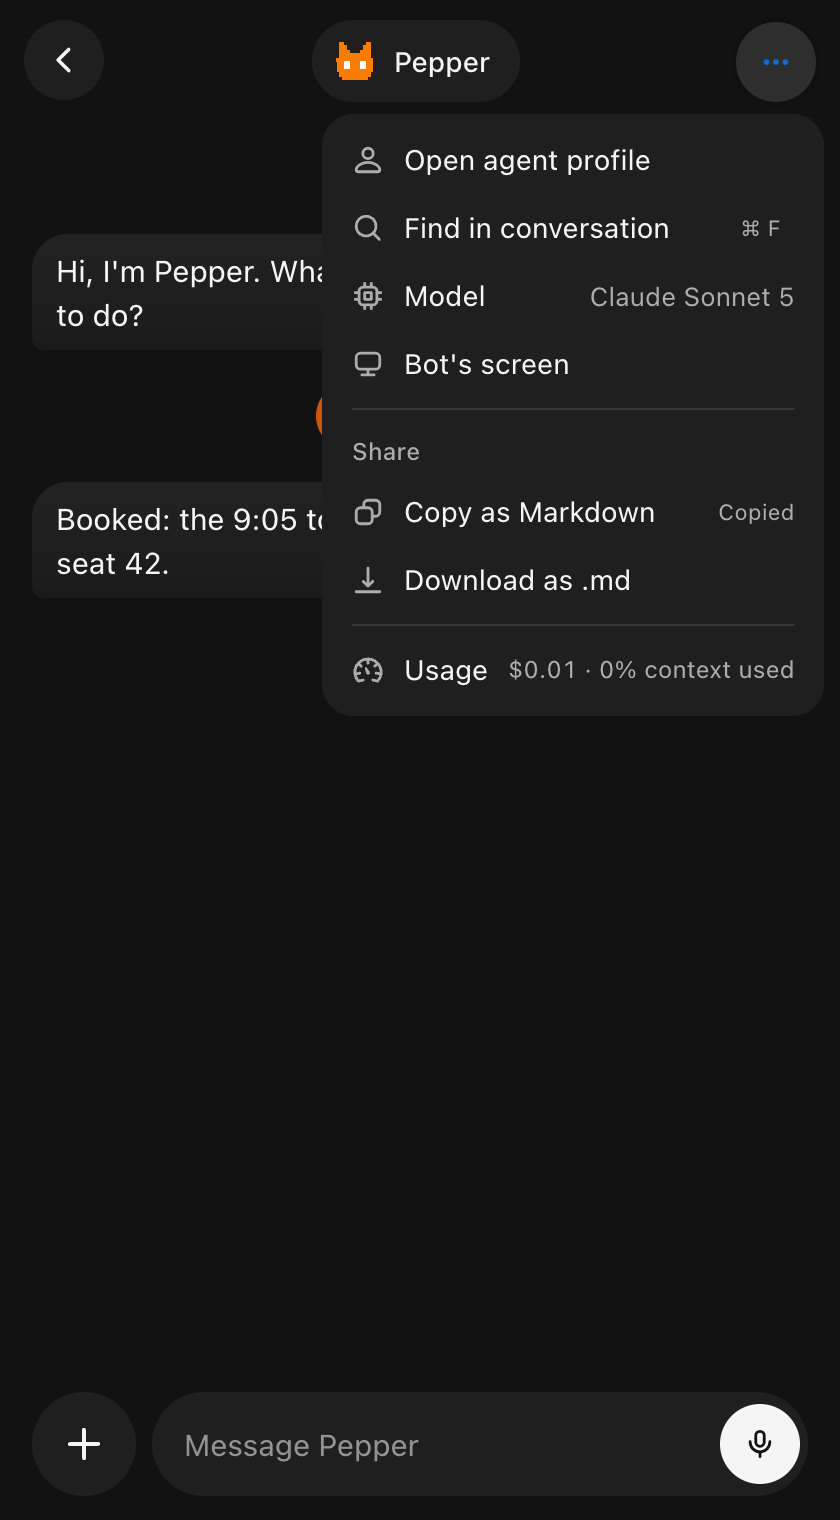 Pepper
Open agent profile
Find in conversation ⌘ F
Model Claude Sonnet 5
Bot's screen
Share
Copy as Markdown Copied
Download as .md
Usage $0.01 · 0% context used
Hi, I'm Pepper.
to do?
Booked: the 9:05
seat 42.
Message Pepper